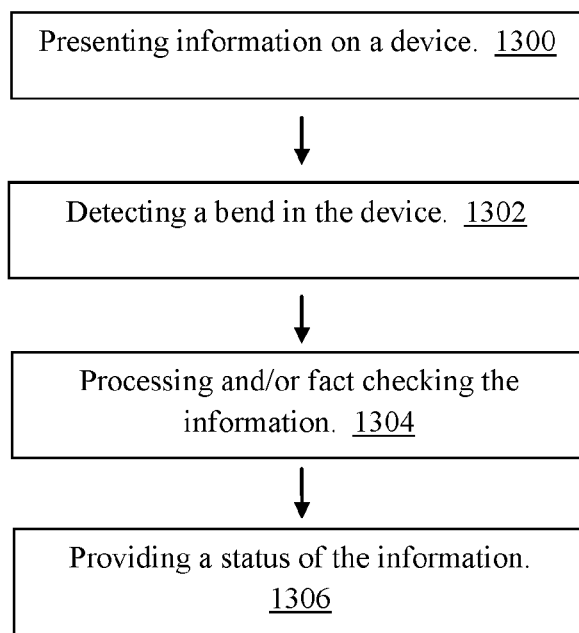 Presenting information on a device. 1300
Detecting a bend in the device. 1302
Processing and/or fact checking the
information. 1304
Providing a status of the information.
1306